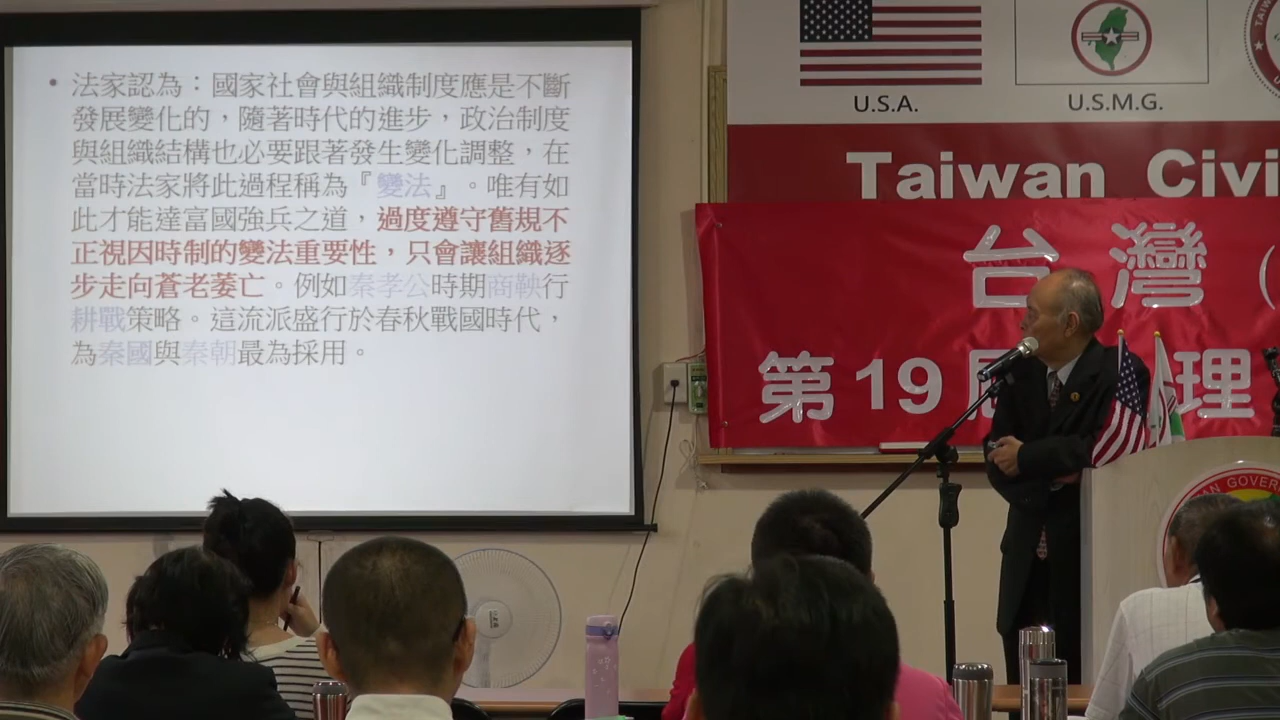 • 法家認為：國家社會與組織制度應是不斷
發展變化的，隨著時代的進步，政治制度
與組織結構也必要跟著發生變化調整，在
當時法家將此過程稱為『變法』。唯有如
此才能達富國強兵之道，過度遵守舊規不
正視因時制的變法重要性，只會讓組織逐
步走向蒼老萎亡。例如秦孝公時期商鞅行
耕戰策略。這流派盛行於春秋戰國時代，
為秦國與秦朝最為採用。
U.S.A.
U.S.M.G.
Taiwan Civi
台灣（
第19屆
理